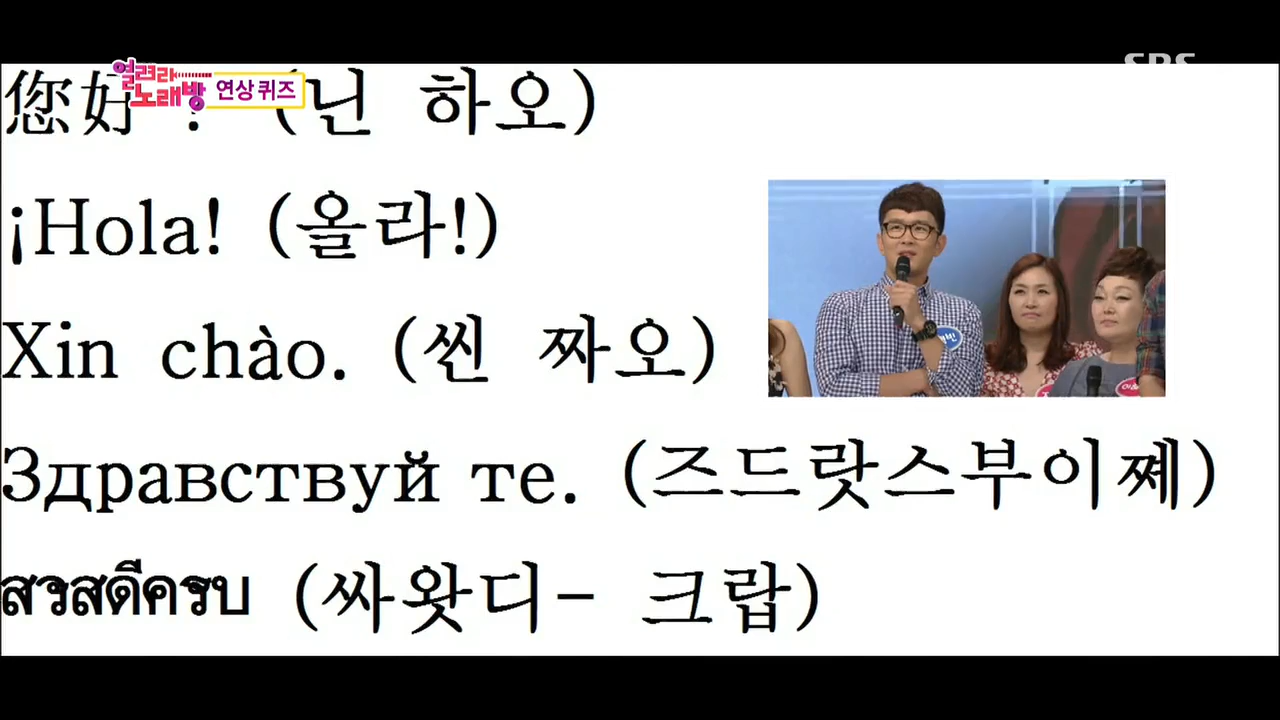 열려라
노래방 연상 퀴즈
SBS
您好 ! (닌 하오)
¡Hola! (올라!)
Xin chào. (씬 짜오)
Здравствуй те. (즈드랏스부이쪠)
สวสดีครบ (싸왓디- 크랍)